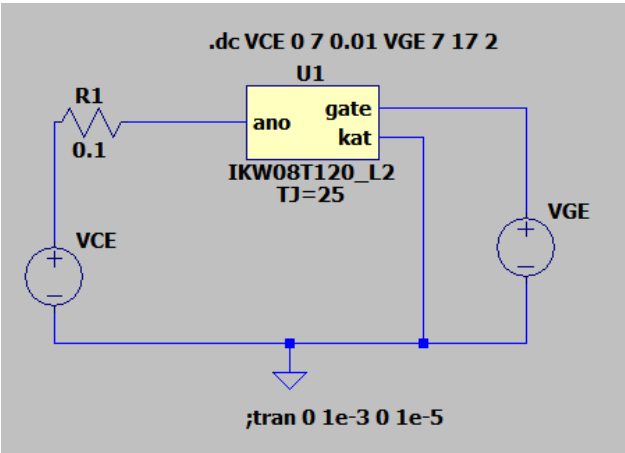 .dc VCE 0 7 0.01 VGE 7 17 2
U1
R1
0.1
ano
gate
kat
IKW08T120_L2
TJ=25
VCE
VGE
;tran 0 1e-3 0 1e-5